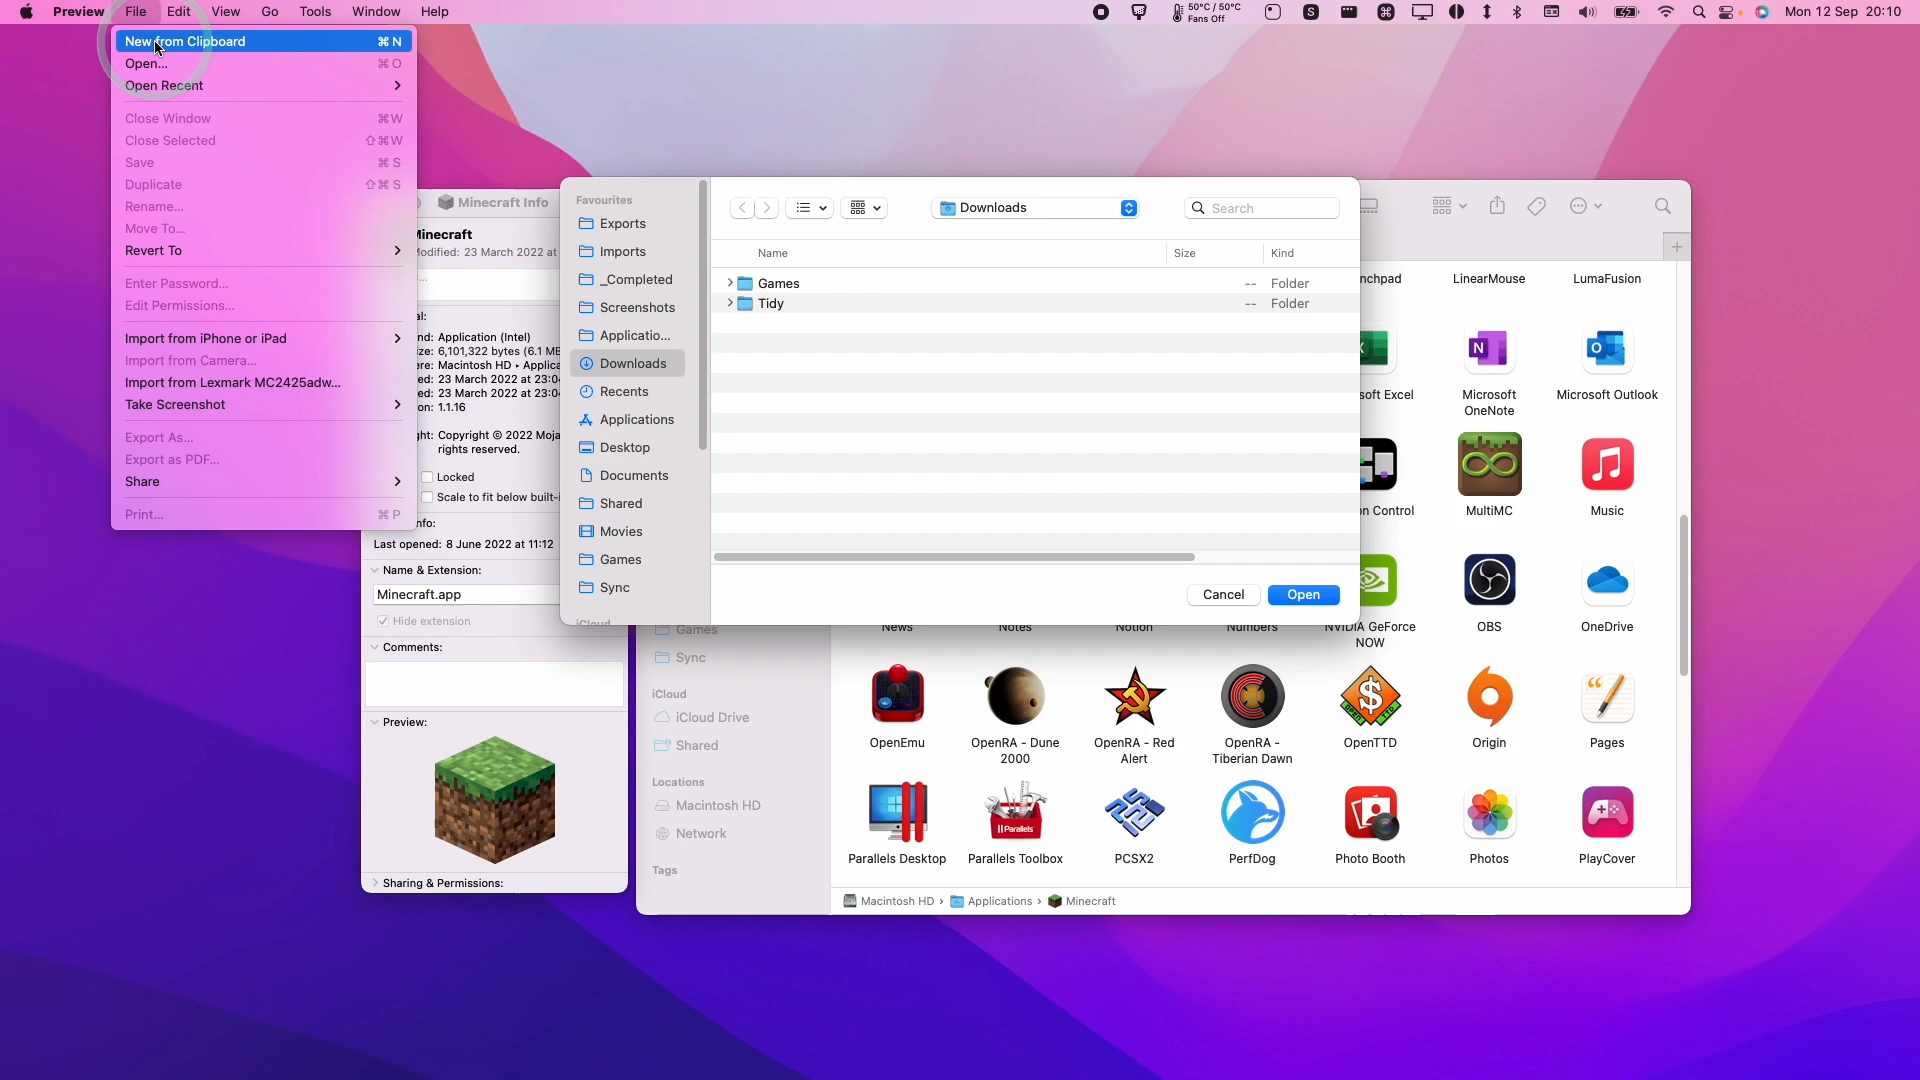 Preview File Edit View Go Tools Window Help
50°C / 50°C
Fans Off
Mon 12 Sep 20:10
New from Clipboard ⌘ N
Open... ⌘ O
Open Recent
Close Window ⌘ W
Close Selected ⇧ ⌘ W
Save ⌘ S
Duplicate ⇧ ⌘ S
Rename...
Move To...
Revert To
Enter Password...
Edit Permissions...
Import from iPhone or iPad
Import from Camera...
Import from Lexmark MC2425adw...
Take Screenshot
Export As...
Export as PDF...
Share
Print... ⌘ P
Minecraft Info
Minecraft
Modified: 23 March 2022 at
Application (Intel)
6,101,322 bytes (6.1 MB
Macintosh HD • Applica
23 March 2022 at 23:0
23 March 2022 at 23:0
1.1.16
Copyright © 2022 Moja
rights reserved.
Locked
Scale to fit below built-i
Last opened: 8 June 2022 at 11:12
Name & Extension:
Minecraft.app
Hide extension
Comments:
Preview:
Sharing & Permissions:
Favourites
Exports
Imports
_Completed
Screenshots
Applicatio...
Downloads
Recents
Applications
Desktop
Documents
Shared
Movies
Games
Sync
iCloud
Downloads
Search
Name Size Kind
Games -- Folder
Tidy -- Folder
Cancel Open
Games
Sync
iCloud
iCloud Drive
Shared
Locations
Macintosh HD
Network
Tags
nchpad LinearMouse LumaFusion
soft Excel Microsoft
OneNote Microsoft Outlook
on Control MultiMC Music
News Notes Notion Numbers NVIDIA GeForce
NOW OBS OneDrive
OpenEmu OpenRA - Dune
2000 OpenRA - Red
Alert OpenRA -
Tiberian Dawn OpenTTD Origin Pages
Parallels Desktop Parallels Toolbox PCSX2 PerfDog Photo Booth Photos PlayCover
Macintosh HD › Applications › Minecraft